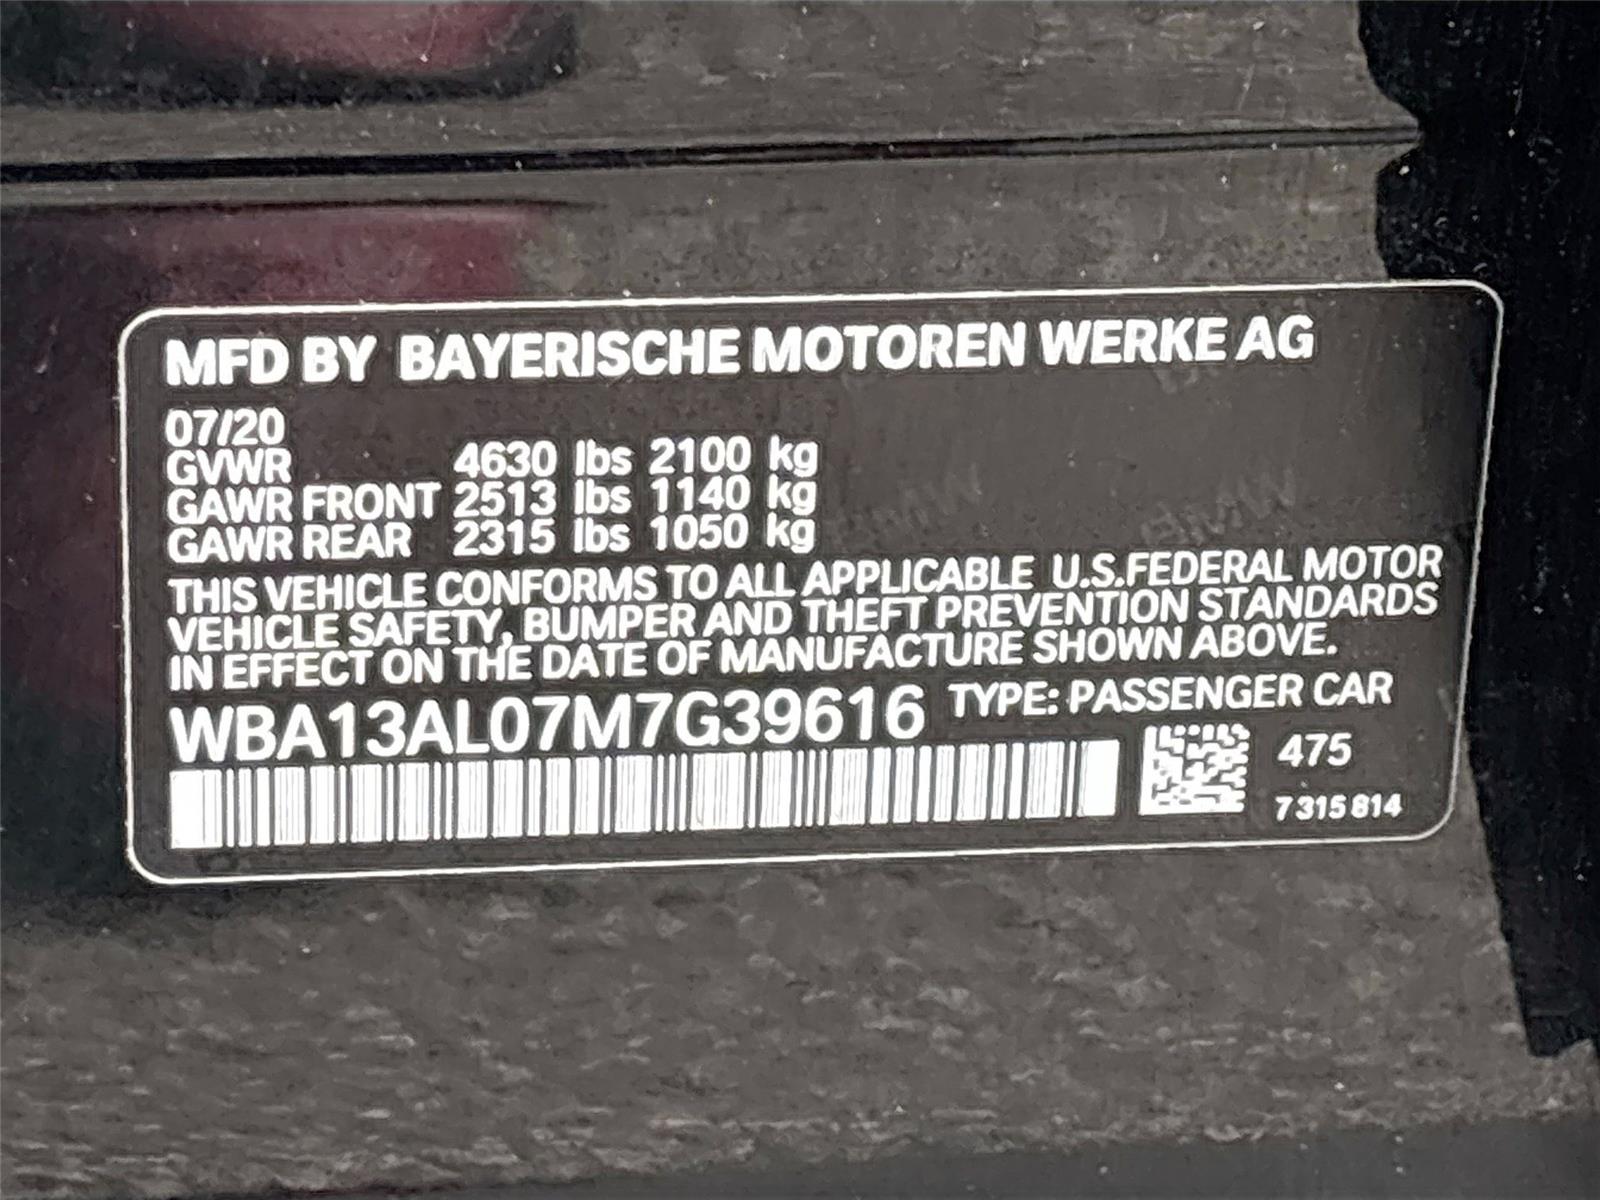 MFD BY BAYERISCHE MOTOREN WERKE AG
07/20
GVWR 4630 lbs 2100 kg
GAWR FRONT 2513 lbs 1140 kg
GAWR REAR 2315 lbs 1050 kg
THIS VEHICLE CONFORMS TO ALL APPLICABLE U.S.FEDERAL MOTOR
VEHICLE SAFETY, BUMPER AND THEFT PREVENTION STANDARDS
IN EFFECT ON THE DATE OF MANUFACTURE SHOWN ABOVE.
WBA13AL07M7G39616 TYPE: PASSENGER CAR
475
7 315 814